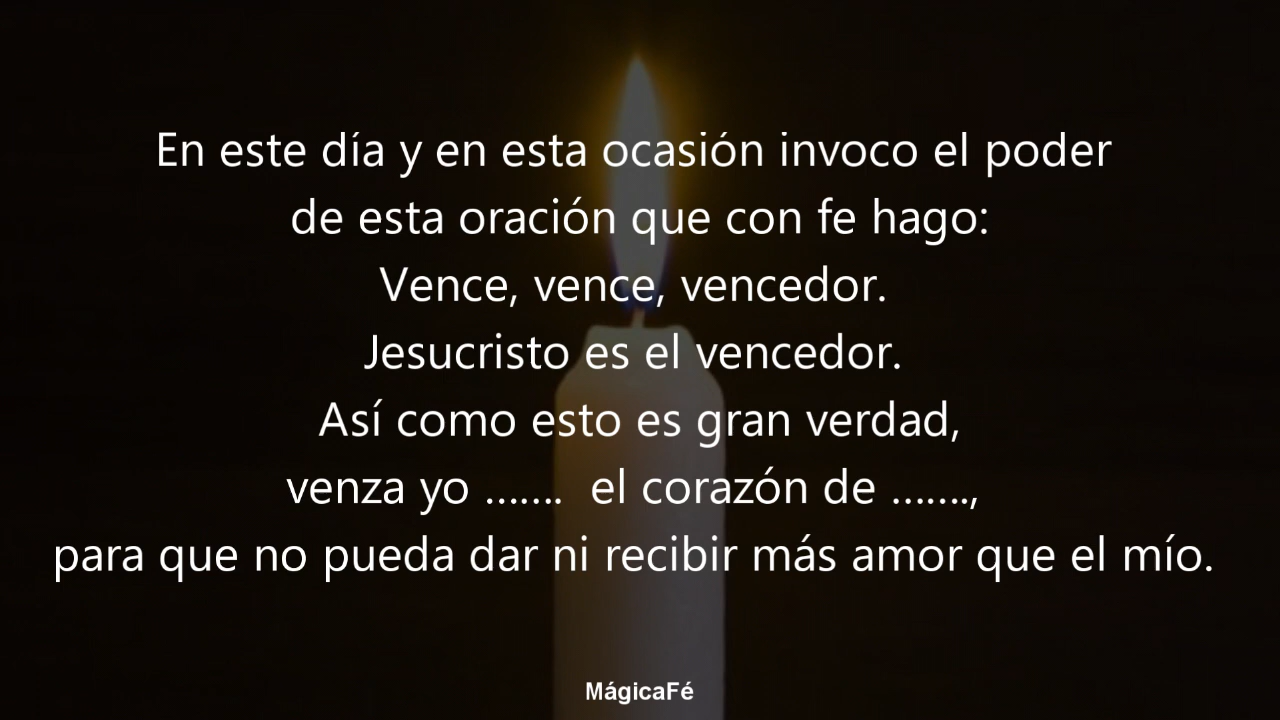 En este día y en esta ocasión invoco el poder
de esta oración que con fe hago:
Vence, vence, vencedor.
Jesucristo es el vencedor.
Así como esto es gran verdad,
venza yo ……. el corazón de …….,
para que no pueda dar ni recibir más amor que el mío.
MágicaFé